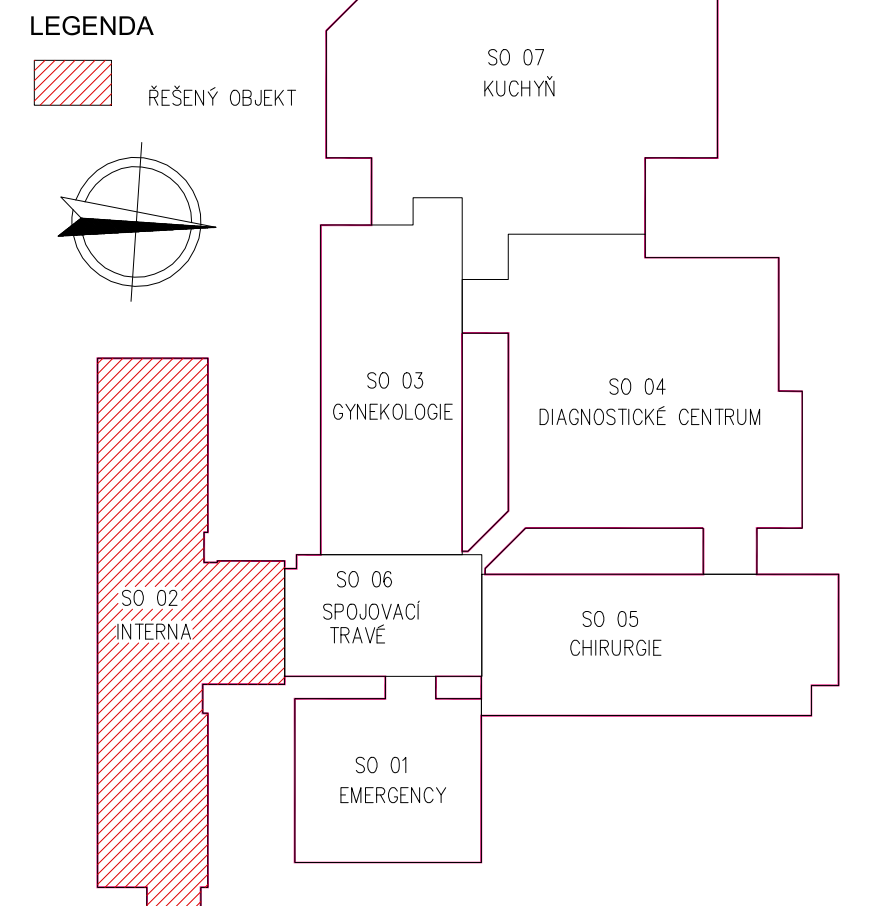 LEGENDA
ŘEŠENÝ OBJEKT
SO 07
KUCHYŇ
SO 03
GYNEKOLOGIE
SO 04
DIAGNOSTICKÉ CENTRUM
SO 02
INTERNA
SO 06
SPOJOVACÍ
TRAVÉ
SO 05
CHIRURGIE
SO 01
EMERGENCY